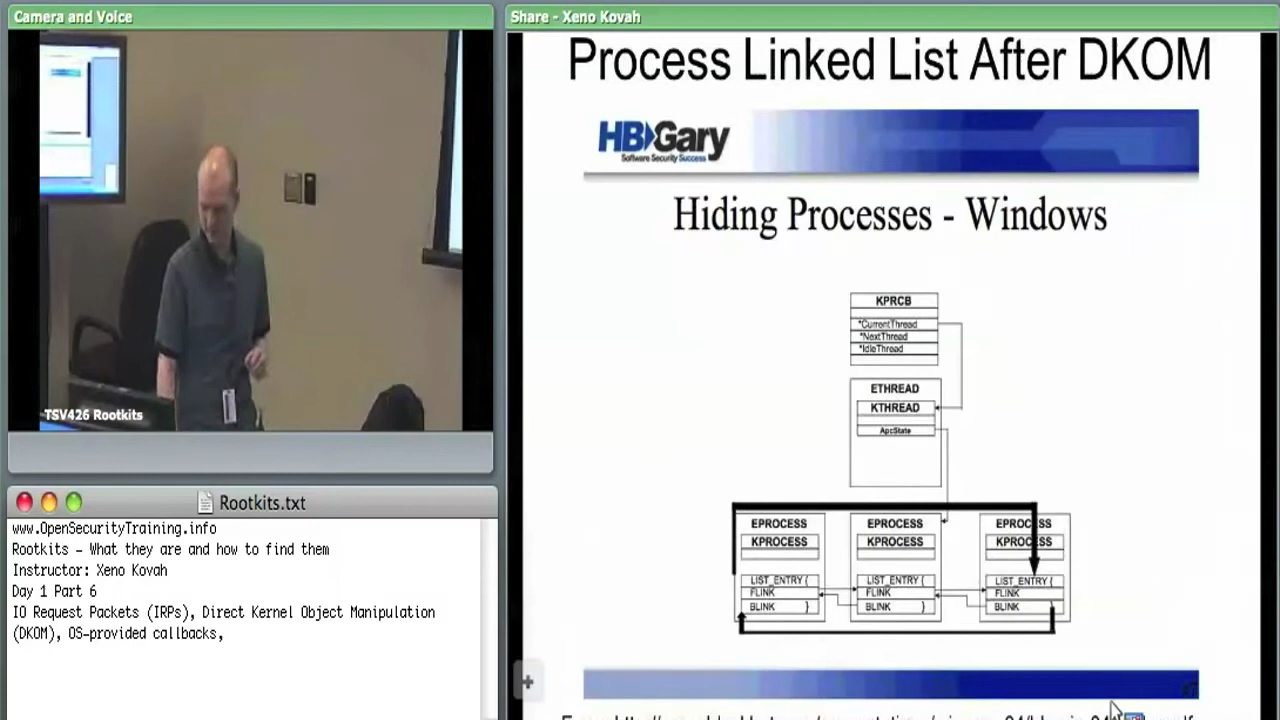 Camera and Voice
TSV426 Rootkits
Rootkits.txt
www.OpenSecurityTraining.info
Rootkits - What they are and how to find them
Instructor: Xeno Kovah
Day 1 Part 6
IO Request Packets (IRPs), Direct Kernel Object Manipulation
(DKOM), OS-provided callbacks,
Share - Xeno Kovah
Process Linked List After DKOM
HBGary
Software Security Success
Hiding Processes - Windows
KPRCB
*CurrentThread
*NextThread
*IdleThread
ETHREAD
KTHREAD
ApcState
EPROCESS EPROCESS EPROCESS
KPROCESS KPROCESS KPROCESS
LIST_ENTRY { LIST_ENTRY { LIST_ENTRY {
FLINK FLINK FLINK
BLINK } BLINK } BLINK }